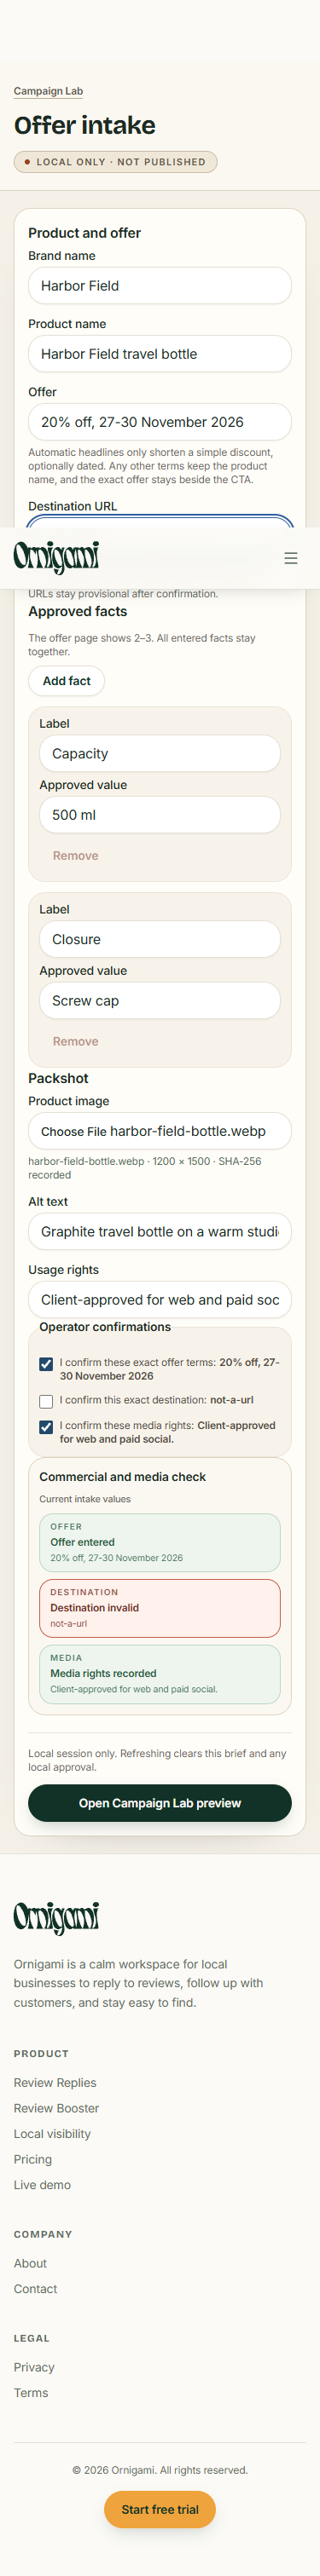 Campaign Lab
Offer intake
LOCAL ONLY · NOT PUBLISHED
Product and offer
Brand name
Harbor Field
Product name
Harbor Field travel bottle
Offer
20% off, 27-30 November 2026
Automatic headlines only shorten a simple discount,
optionally dated. Any other terms keep the product
name, and the exact offer stays beside the CTA.
Destination URL
Ornigami
URLs stay provisional after confirmation.
Approved facts
The offer page shows 2–3. All entered facts stay
together.
Add fact
Label
Capacity
Approved value
500 ml
Remove
Label
Closure
Approved value
Screw cap
Remove
Packshot
Product image
Choose File harbor-field-bottle.webp
harbor-field-bottle.webp · 1200 × 1500 · SHA-256
recorded
Alt text
Graphite travel bottle on a warm studi
Usage rights
Client-approved for web and paid soc
Operator confirmations
I confirm these exact offer terms: 20% off, 27-
30 November 2026
I confirm this exact destination: not-a-url
I confirm these media rights: Client-approved
for web and paid social.
Commercial and media check
Current intake values
OFFER
Offer entered
20% off, 27-30 November 2026
DESTINATION
Destination invalid
not-a-url
MEDIA
Media rights recorded
Client-approved for web and paid social.
Local session only. Refreshing clears this brief and any
local approval.
Open Campaign Lab preview
Ornigami
Ornigami is a calm workspace for local
businesses to reply to reviews, follow up with
customers, and stay easy to find.
PRODUCT
Review Replies
Review Booster
Local visibility
Pricing
Live demo
COMPANY
About
Contact
LEGAL
Privacy
Terms
© 2026 Ornigami. All rights reserved.
Start free trial